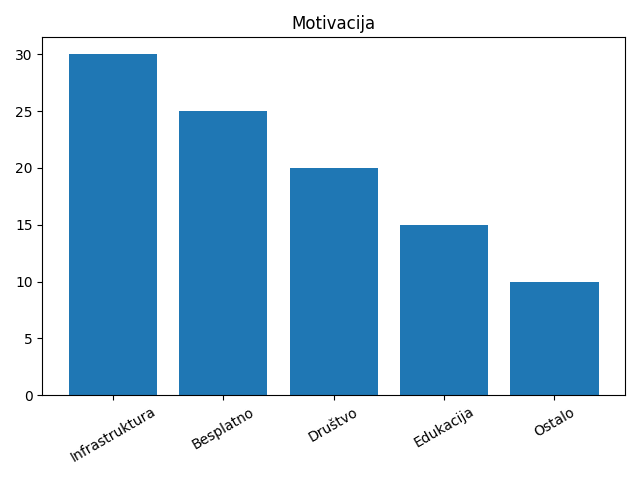 Motivacija
30
25
20
15
10
5
0
Infrastruktura
Besplatno
Društvo
Edukacija
Ostalo